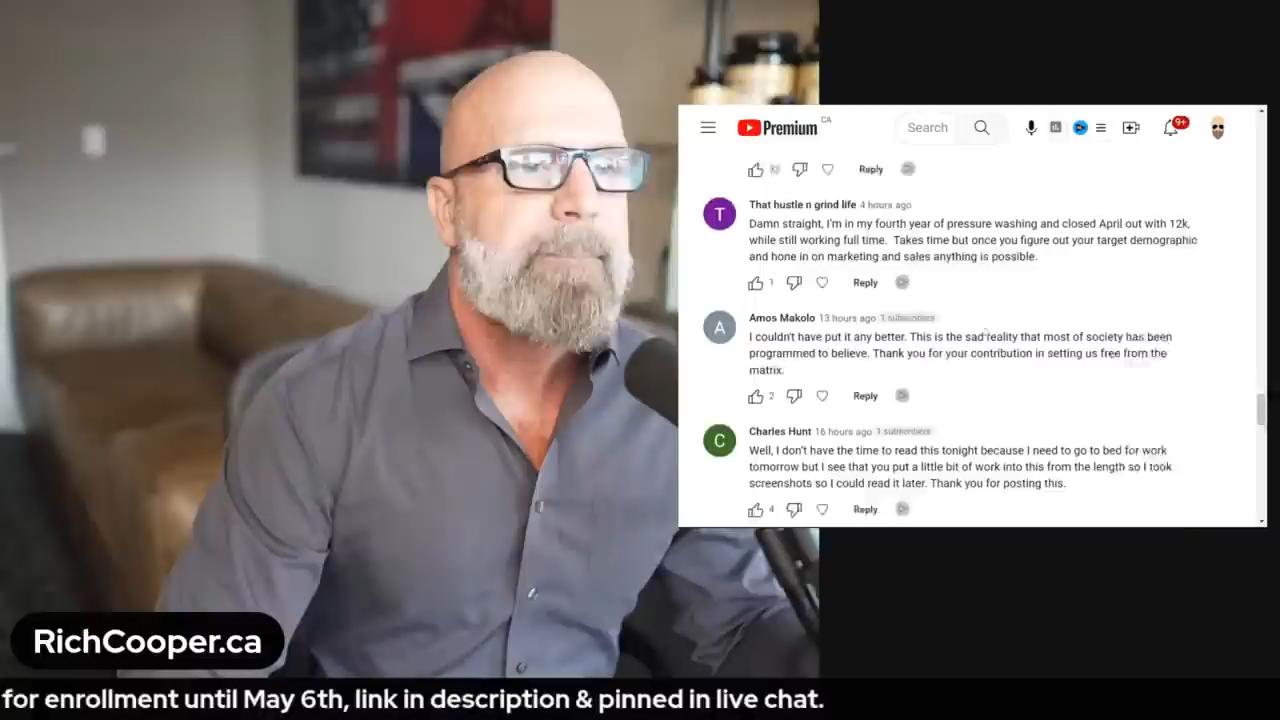 Premium CA
Search
9+
Reply
That hustle n grind life 4 hours ago
Damn straight, I'm in my fourth year of pressure washing and closed April out with 12k,
while still working full time. Takes time but once you figure out your target demographic
and hone in on marketing and sales anything is possible.
1 Reply
Amos Makolo 13 hours ago 1 subscribers
I couldn't have put it any better. This is the sad reality that most of society has been
programmed to believe. Thank you for your contribution in setting us free from the
matrix.
2 Reply
Charles Hunt 16 hours ago 1 subscribers
Well, I don't have the time to read this tonight because I need to go to bed for work
tomorrow but I see that you put a little bit of work into this from the length so I took
screenshots so I could read it later. Thank you for posting this.
4 Reply
T
A
C
RichCooper.ca
for enrollment until May 6th, link in description & pinned in live chat.